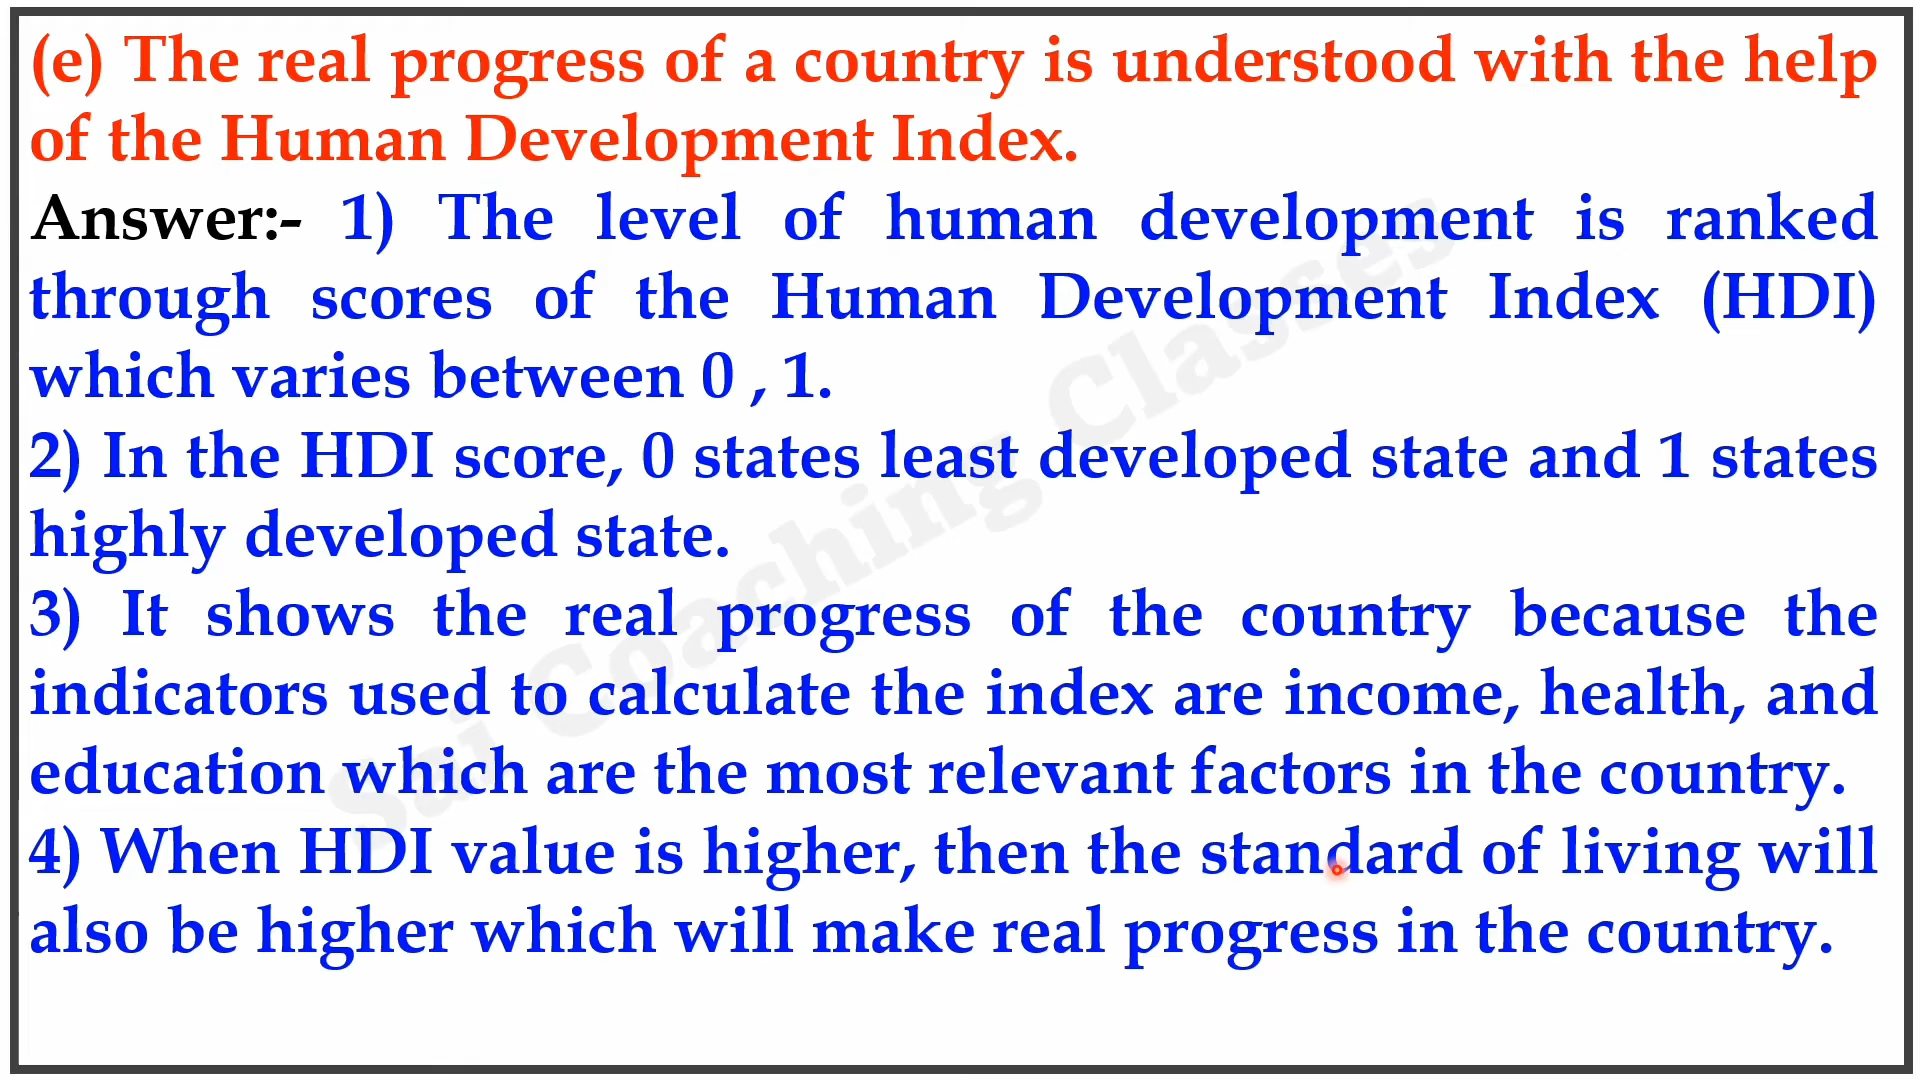 (e) The real progress of a country is understood with the help
of the Human Development Index.
Answer:- 1) The level of human development is ranked
through scores of the Human Development Index (HDI)
which varies between 0 , 1.
2) In the HDI score, 0 states least developed state and 1 states
highly developed state.
3) It shows the real progress of the country because the
indicators used to calculate the index are income, health, and
education which are the most relevant factors in the country.
4) When HDI value is higher, then the standard of living will
also be higher which will make real progress in the country.
Sai Coaching Classes